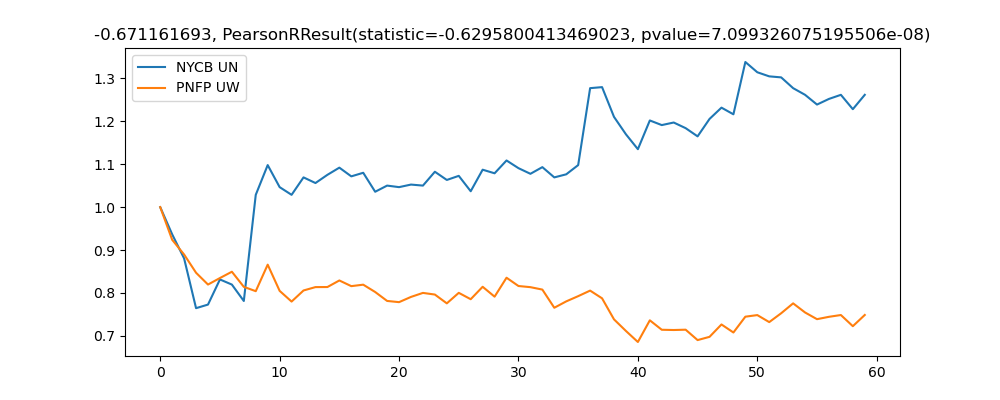 -0.671161693, PearsonRResult(statistic=-0.6295800413469023, pvalue=7.099326075195506e-08)
NYCB UN
PNFP UW
1.3
1.2
1.1
1.0
0.9
0.8
0.7
0 10 20 30 40 50 60